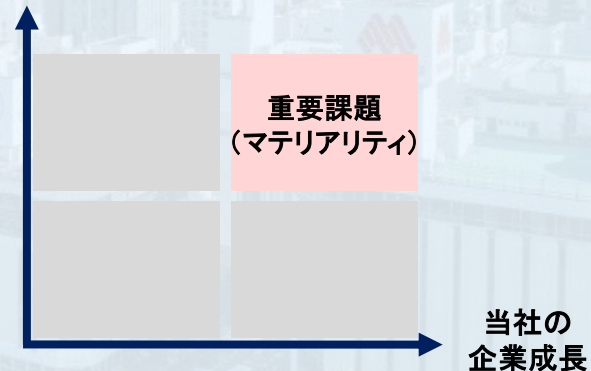 重要課題
（マテリアリティ）
当社の
企業成長